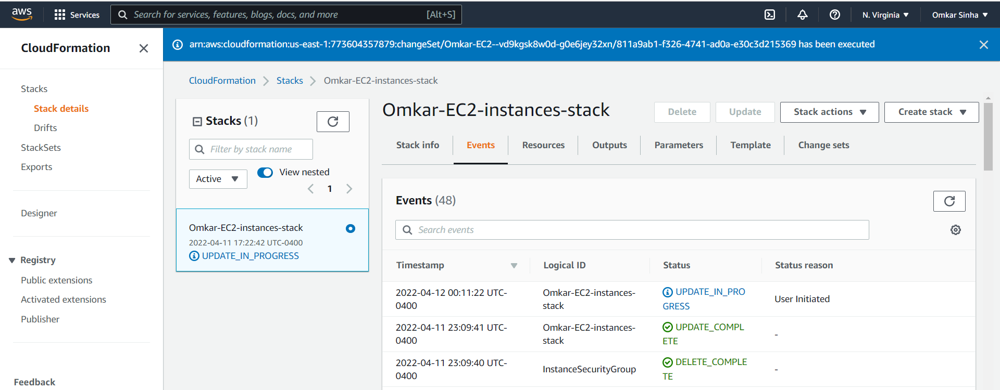 aws
Services
Search for services, features, blogs, docs, and more [Alt+S]
N. Virginia
Omkar Sinha
CloudFormation
arn:aws:cloudformation:us-east-1:773604357879:changeSet/Omkar-EC2--vd9kgsk8w0d-g0e6jey32xn/811a9ab1-f326-4741-ad0a-e30c3d215369 has been executed
Stacks
Stack details
Drifts
StackSets
Exports
Designer
Registry
Public extensions
Activated extensions
Publisher
Feedback
CloudFormation > Stacks > Omkar-EC2-instances-stack
Stacks (1)
Filter by stack name
Active
View nested
1
Omkar-EC2-instances-stack
2022-04-11 17:22:42 UTC-0400
UPDATE_IN_PROGRESS
Omkar-EC2-instances-stack
Delete
Update
Stack actions
Create stack
Stack info
Events
Resources
Outputs
Parameters
Template
Change sets
Events (48)
Search events
Timestamp Logical ID Status Status reason
2022-04-12 00:11:22 UTC-
0400
Omkar-EC2-instances-
stack
UPDATE_IN_PRO
GRESS
User Initiated
2022-04-11 23:09:41 UTC-
0400
Omkar-EC2-instances-
stack
UPDATE_COMPL
ETE
-
2022-04-11 23:09:40 UTC-
0400
InstanceSecurityGroup
DELETE_COMPLE
TE
-